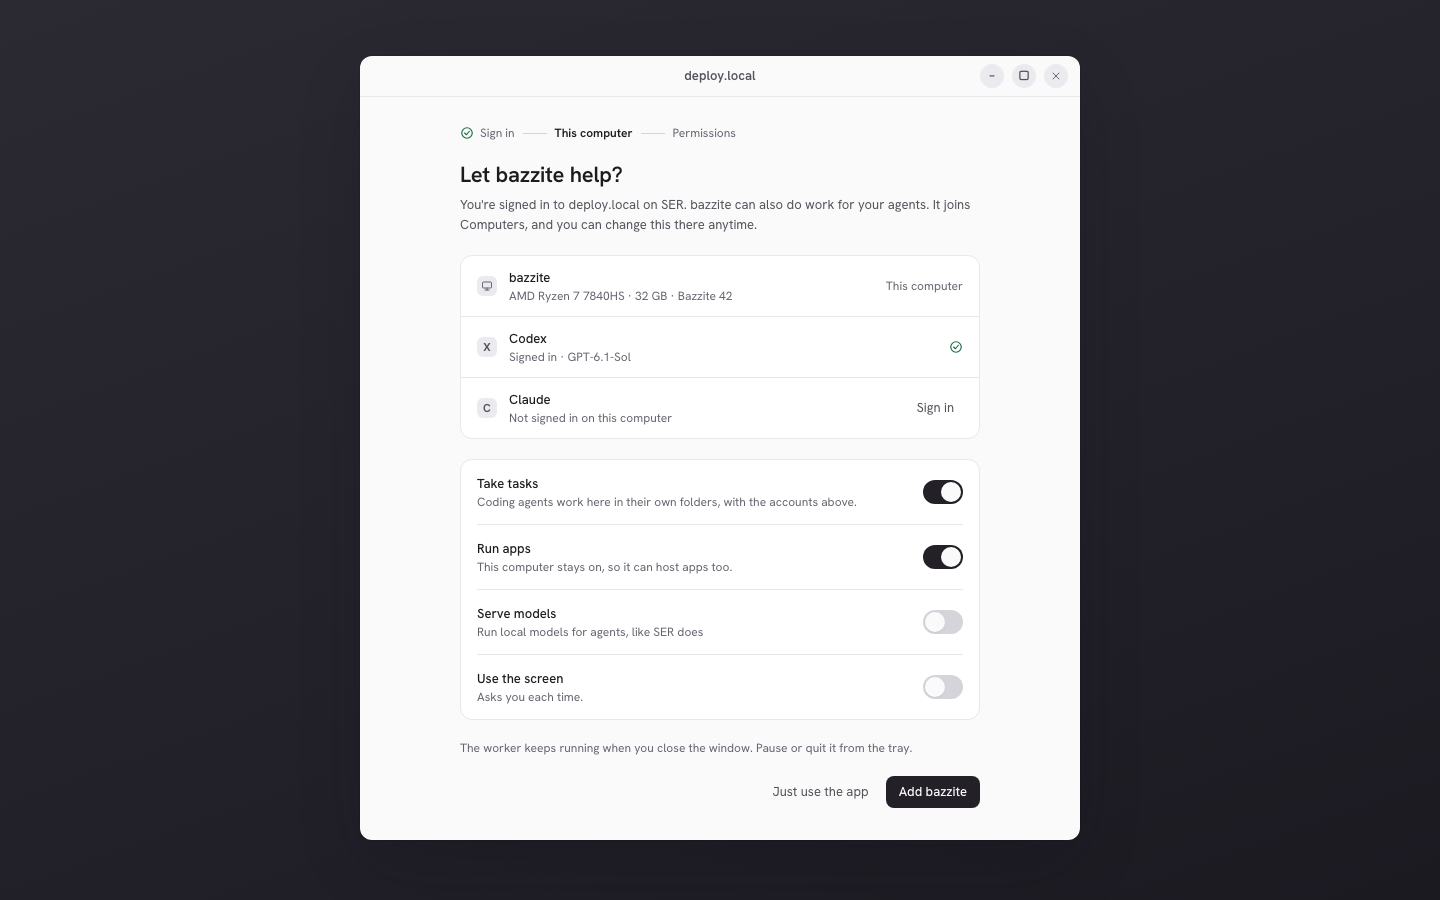 deploy.local
Sign in
This computer
Permissions
Let bazzite help?
You're signed in to deploy.local on SER. bazzite can also do work for your agents. It joins
Computers, and you can change this there anytime.
bazzite
AMD Ryzen 7 7840HS · 32 GB · Bazzite 42
This computer
X
Codex
Signed in · GPT-6.1-Sol
C
Claude
Not signed in on this computer
Sign in
Take tasks
Coding agents work here in their own folders, with the accounts above.
Run apps
This computer stays on, so it can host apps too.
Serve models
Run local models for agents, like SER does
Use the screen
Asks you each time.
The worker keeps running when you close the window. Pause or quit it from the tray.
Just use the app
Add bazzite